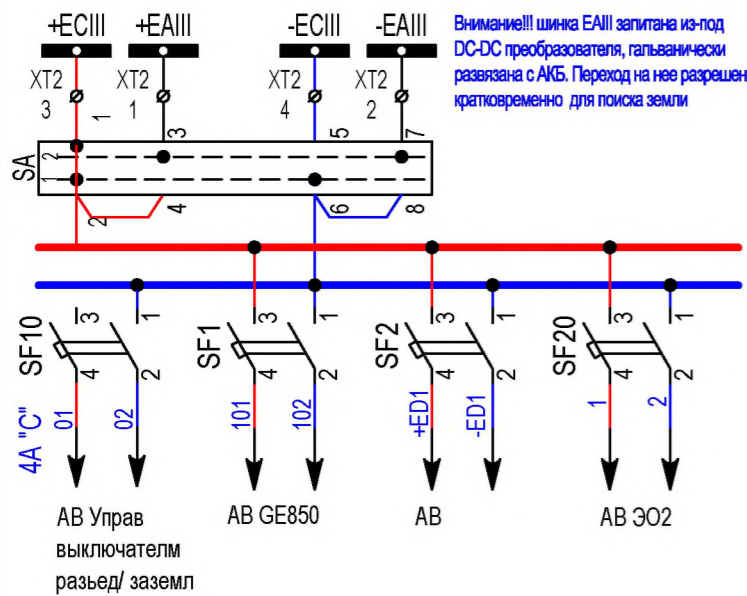 +ECIII +EAIII -ECIII -EAIII
Внимание!!! шинка EAIII запитана из-под
DC-DC преобразователя, гальванически
развязана с АКБ. Переход на нее разрешен
кратковременно для поиска земли
XT2 XT2 XT2 XT2
3 1 4 2
1 3 5 7
SA
2
1
2 4 6 8
SF10 3 1 SF1 3 1 SF2 3 1 SF20 3 1
4 2 4 2 4 2 4 2
4А "С" 01 02 101 102 +ED1 -ED1 1 2
АВ Управ
выключателм
разьед/ заземл
АВ GE850
АВ
АВ ЭО2